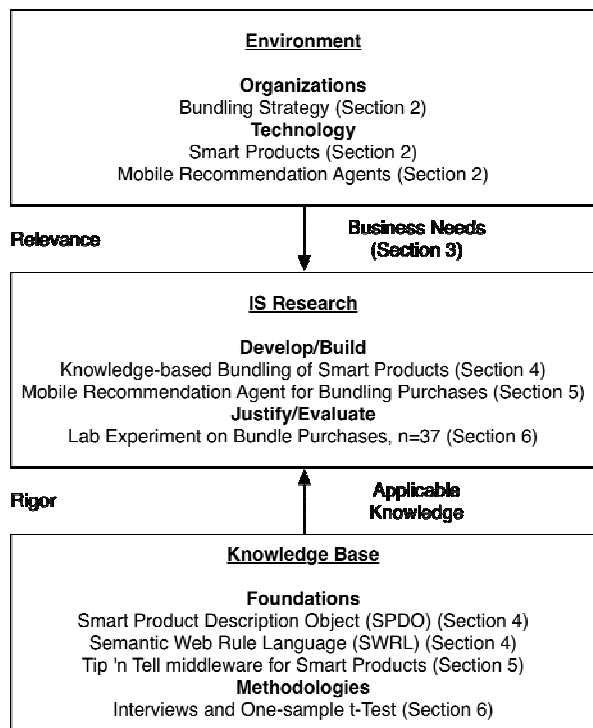 Environment
Organizations
Bundling Strategy (Section 2)
Technology
Smart Products (Section 2)
Mobile Recommendation Agents (Section 2)
Relevance
Business Needs
(Section 3)
IS Research
Develop/Build
Knowledge-based Bundling of Smart Products (Section 4)
Mobile Recommendation Agent for Bundling Purchases (Section 5)
Justify/Evaluate
Lab Experiment on Bundle Purchases, n=37 (Section 6)
Rigor
Applicable
Knowledge
Knowledge Base
Foundations
Smart Product Description Object (SPDO) (Section 4)
Semantic Web Rule Language (SWRL) (Section 4)
Tip 'n Tell middleware for Smart Products (Section 5)
Methodologies
Interviews and One-sample t-Test (Section 6)